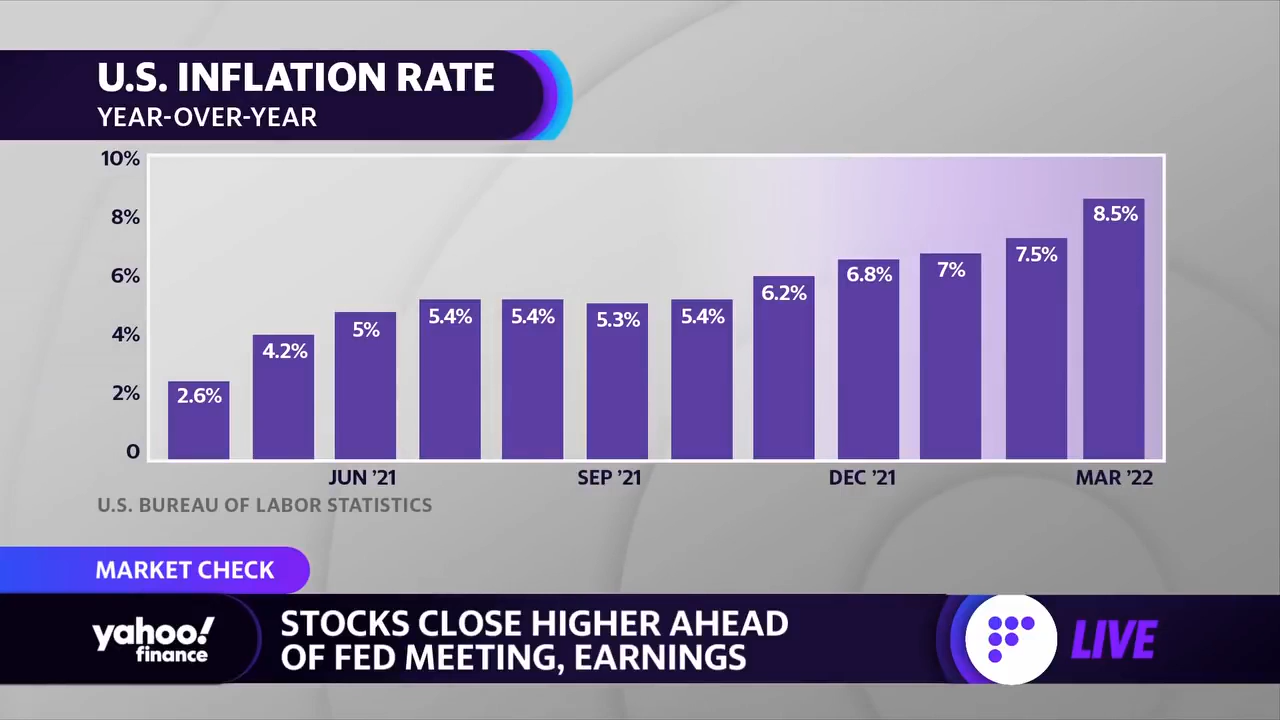 U.S. INFLATION RATE
YEAR-OVER-YEAR
10%
8%
6%
4%
2%
0
2.6%
4.2%
5%
5.4%
5.4%
5.3%
5.4%
6.2%
6.8%
7%
7.5%
8.5%
JUN ’21
SEP ’21
DEC ’21
MAR ’22
U.S. BUREAU OF LABOR STATISTICS
MARKET CHECK
yahoo!
finance
STOCKS CLOSE HIGHER AHEAD
OF FED MEETING, EARNINGS
LIVE